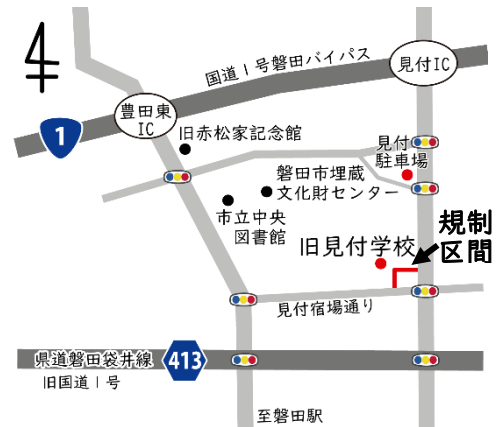 国道1号磐田バイパス
見付IC
豊田東
IC
1
旧赤松家記念館
見付
駐車場
磐田市埋蔵
文化財センター
市立中央
図書館
規制
区間
旧見付学校
見付宿場通り
県道磐田袋井線
413
旧国道1号
至磐田駅